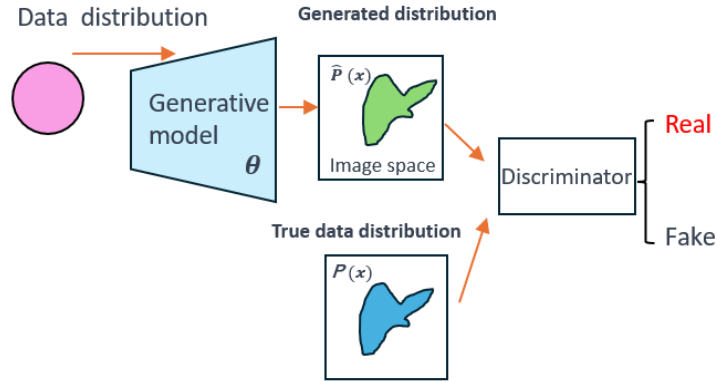 Data distribution
Generated distribution
Generative
model
θ
P̂ (x)
Image space
True data distribution
P (x)
Discriminator
Real
Fake